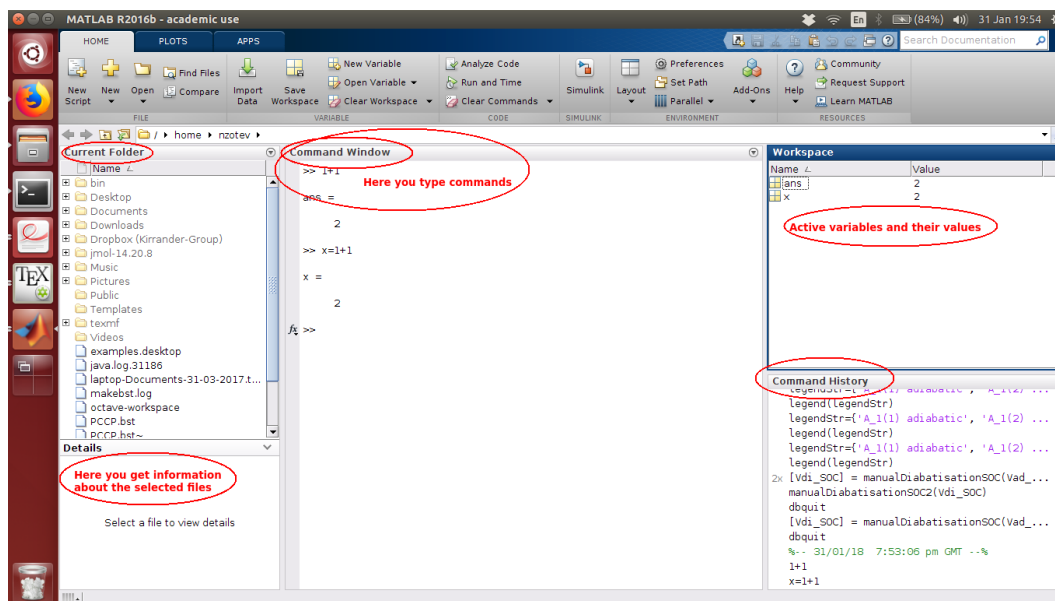 MATLAB R2016b - academic use
En (84%) 31 Jan 19:54
HOME PLOTS APPS
Search Documentation
New Script
New
Open
Find Files
Compare
Import Data
Save Workspace
New Variable
Open Variable
Clear Workspace
Analyze Code
Run and Time
Clear Commands
Simulink
Layout
Preferences
Set Path
Parallel
Add-Ons
Help
Community
Request Support
Learn MATLAB
FILE VARIABLE CODE SIMULINK ENVIRONMENT RESOURCES
/ home nzotev
Current Folder
Name
bin
Desktop
Documents
Downloads
Dropbox (Kirrander-Group)
jmol-14.20.8
Music
Pictures
Public
Templates
texmf
Videos
examples.desktop
java.log.31186
laptop-Documents-31-03-2017.t...
makebst.log
octave-workspace
PCCP.bst
PCCP.bst~
Details
Here you get information
about the selected files
Select a file to view details
Command Window
>> 1+1
Here you type commands
ans =
2
>> x=1+1
x =
2
fx >>
Workspace
Name Value
ans 2
x 2
Active variables and their values
Command History
legendStr={'A_1(1) adiabatic', 'A_1(2) ...
legend(legendStr)
legendStr={'A_1(1) adiabatic', 'A_1(2) ...
legend(legendStr)
legendStr={'A_1(1) adiabatic', 'A_1(2) ...
legend(legendStr)
2x [Vdi_SOC] = manualDiabatisationSOC(Vad_...
manualDiabatisationSOC2(Vdi_SOC)
dbquit
[Vdi_SOC] = manualDiabatisationSOC(Vad_...
dbquit
%-- 31/01/18 7:53:06 pm GMT --%
1+1
x=1+1
TEX